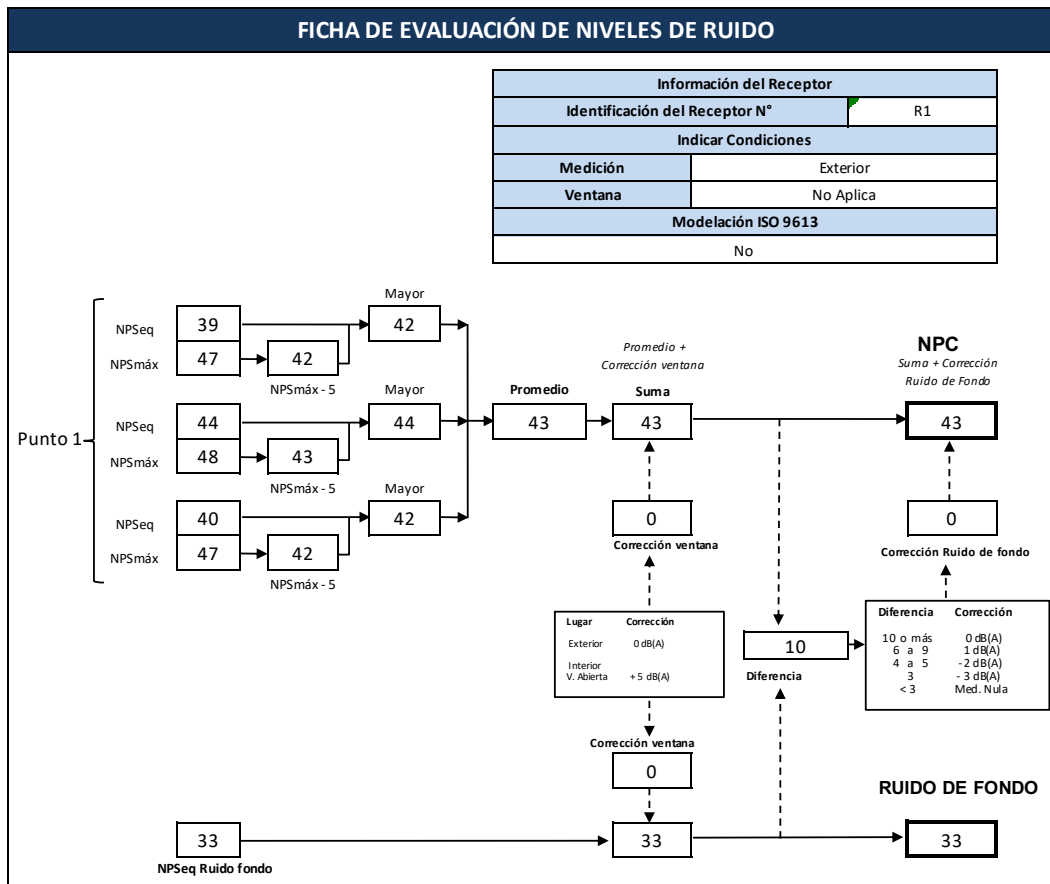 FICHA DE EVALUACIÓN DE NIVELES DE RUIDO
Información del Receptor
Identificación del Receptor N° R1
Indicar Condiciones
Medición Exterior
Ventana No Aplica
Modelación ISO 9613
No
Punto 1
NPSeq 39
NPSmáx 47 42
NPSmáx - 5
Mayor
42
NPSeq 44
NPSmáx 48 43
NPSmáx - 5
Mayor
44
NPSeq 40
NPSmáx 47 42
NPSmáx - 5
Mayor
42
Promedio
43
Promedio +
Corrección ventana
Suma
43
0
Corrección ventana
Lugar Corrección
Exterior 0 dB(A)
Interior
V. Abierta + 5 dB(A)
Corrección ventana
0
33
NPSeq Ruido fondo
33
10
Diferencia
NPC
Suma + Corrección
Ruido de Fondo
43
0
Corrección Ruido de fondo
Diferencia Corrección
10 o más 0 dB(A)
6 a 9 1 dB(A)
4 a 5 -2 dB(A)
3 - 3 dB(A)
< 3 Med. Nula
RUIDO DE FONDO
33